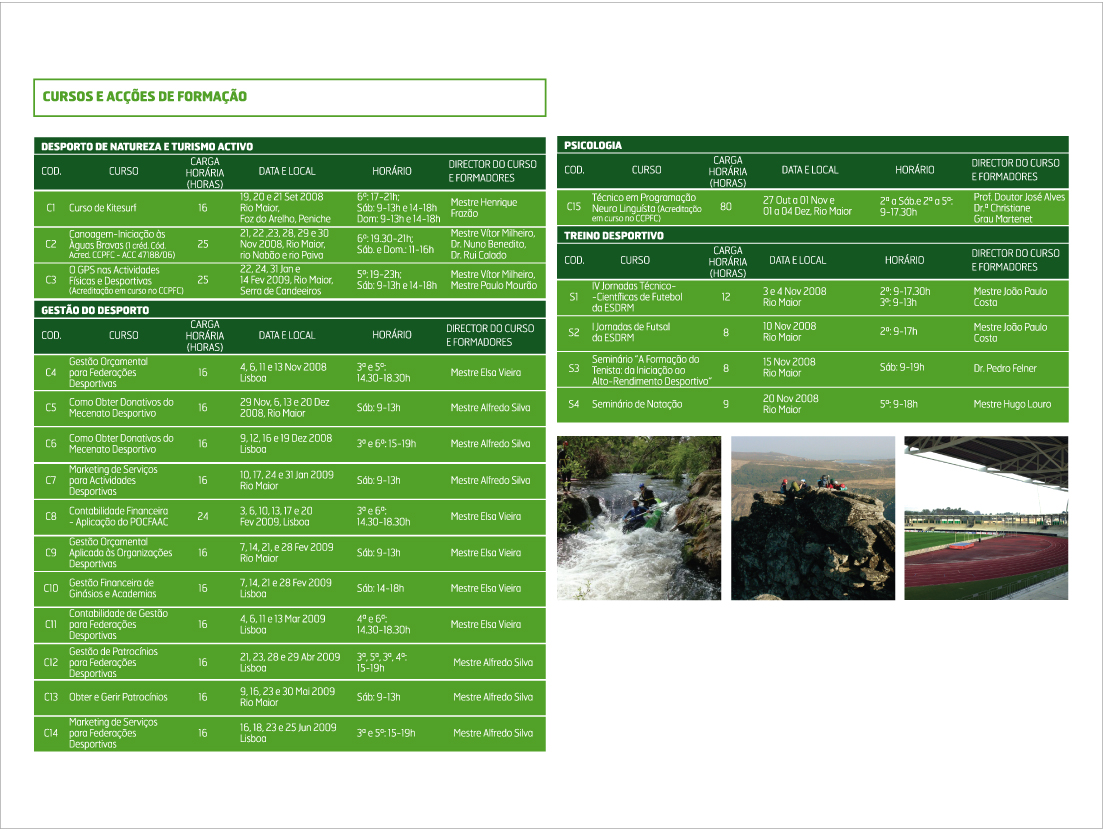 CURSOS E ACÇÕES DE FORMAÇÃO
DESPORTO DE NATUREZA E TURISMO ACTIVO
COD. CURSO CARGA HORÁRIA (HORAS) DATA E LOCAL HORÁRIO DIRECTOR DO CURSO E FORMADORES
C1 Curso de Kitesurf 16 19, 20 e 21 Set 2008 Rio Maior, Foz do Arelho, Peniche 6º: 17-21h; Sáb: 9-13h e 14-18h Dom: 9-13h e 14-18h Mestre Henrique Frazão
C2 Canoagem-Iniciação às Águas Bravas (1 créd. Cód. Acred. CCPFC - ACC 47188/06) 25 21, 22 ,23, 28, 29 e 30 Nov 2008, Rio Maior, rio Nabão e rio Paiva 6º: 19.30-21h; Sáb. e Dom.: 11-16h Mestre Vítor Milheiro, Dr. Nuno Benedito, Dr. Rui Calado
C3 O GPS nas Actividades Físicas e Desportivas (Acreditação em curso no CCPFC) 25 22, 24, 31 Jan e 14 Fev 2009, Rio Maior, Serra de Candeeiros 5º: 19-23h; Sáb: 9-13h e 14-18h Mestre Vítor Milheiro, Mestre Paulo Mourão
GESTÃO DO DESPORTO
COD. CURSO CARGA HORÁRIA (HORAS) DATA E LOCAL HORÁRIO DIRECTOR DO CURSO E FORMADORES
C4 Gestão Orçamental para Federações Desportivas 16 4, 6, 11 e 13 Nov 2008 Lisboa 3ª e 5ª: 14.30-18.30h Mestre Elsa Vieira
C5 Como Obter Donativos do Mecenato Desportivo 16 29 Nov, 6, 13 e 20 Dez 2008, Rio Maior Sáb: 9-13h Mestre Alfredo Silva
C6 Como Obter Donativos do Mecenato Desportivo 16 9, 12, 16 e 19 Dez 2008 Lisboa 3ª e 6ª: 15-19h Mestre Alfredo Silva
C7 Marketing de Serviços para Actividades Desportivas 16 10, 17, 24 e 31 Jan 2009 Rio Maior Sáb: 9-13h Mestre Alfredo Silva
C8 Contabilidade Financeira - Aplicação do POCFAAC 24 3, 6, 10, 13, 17 e 20 Fev 2009, Lisboa 3ª e 6ª: 14.30-18.30h Mestre Elsa Vieira
C9 Gestão Orçamental Aplicada às Organizações Desportivas 16 7, 14, 21, e 28 Fev 2009 Rio Maior Sáb: 9-13h Mestre Elsa Vieira
C10 Gestão Financeira de Ginásios e Academias 16 7, 14, 21 e 28 Fev 2009 Lisboa Sáb: 14-18h Mestre Elsa Vieira
C11 Contabilidade de Gestão para Federações Desportivas 16 4, 6, 11 e 13 Mar 2009 Lisboa 4ª e 6ª: 14.30-18.30h Mestre Elsa Vieira
C12 Gestão de Patrocínios para Federações Desportivas 16 21, 23, 28 e 29 Abr 2009 Lisboa 3ª, 5ª, 3ª, 4ª: 15-19h Mestre Alfredo Silva
C13 Obter e Gerir Patrocínios 16 9, 16, 23 e 30 Mai 2009 Rio Maior Sáb: 9-13h Mestre Alfredo Silva
C14 Marketing de Serviços para Federações Desportivas 16 16, 18, 23 e 25 Jun 2009 Lisboa 3ª e 5ª: 15-19h Mestre Alfredo Silva
PSICOLOGIA
COD. CURSO CARGA HORÁRIA (HORAS) DATA E LOCAL HORÁRIO DIRECTOR DO CURSO E FORMADORES
C15 Técnico em Programação Neuro Linguísta (Acreditação em curso no CCPFC) 80 27 Out a 01 Nov e 01 a 04 Dez, Rio Maior 2ª a Sáb.e 2ª a 5ª: 9-17.30h Prof. Doutor José Alves Dr.ª Christiane Grau Martenet
TREINO DESPORTIVO
COD. CURSO CARGA HORÁRIA (HORAS) DATA E LOCAL HORÁRIO DIRECTOR DO CURSO E FORMADORES
S1 IV Jornadas Técnico- -Científicas de Futebol da ESDRM 12 3 e 4 Nov 2008 Rio Maior 2ª: 9-17.30h 3ª: 9-13h Mestre João Paulo Costa
S2 I Jornadas de Futsal da ESDRM 8 10 Nov 2008 Rio Maior 2ª: 9-17h Mestre João Paulo Costa
S3 Seminário "A Formação do Tenista: da Iniciação ao Alto-Rendimento Desportivo" 8 15 Nov 2008 Rio Maior Sáb: 9-19h Dr. Pedro Felner
S4 Seminário de Natação 9 20 Nov 2008 Rio Maior 5ª: 9-18h Mestre Hugo Louro